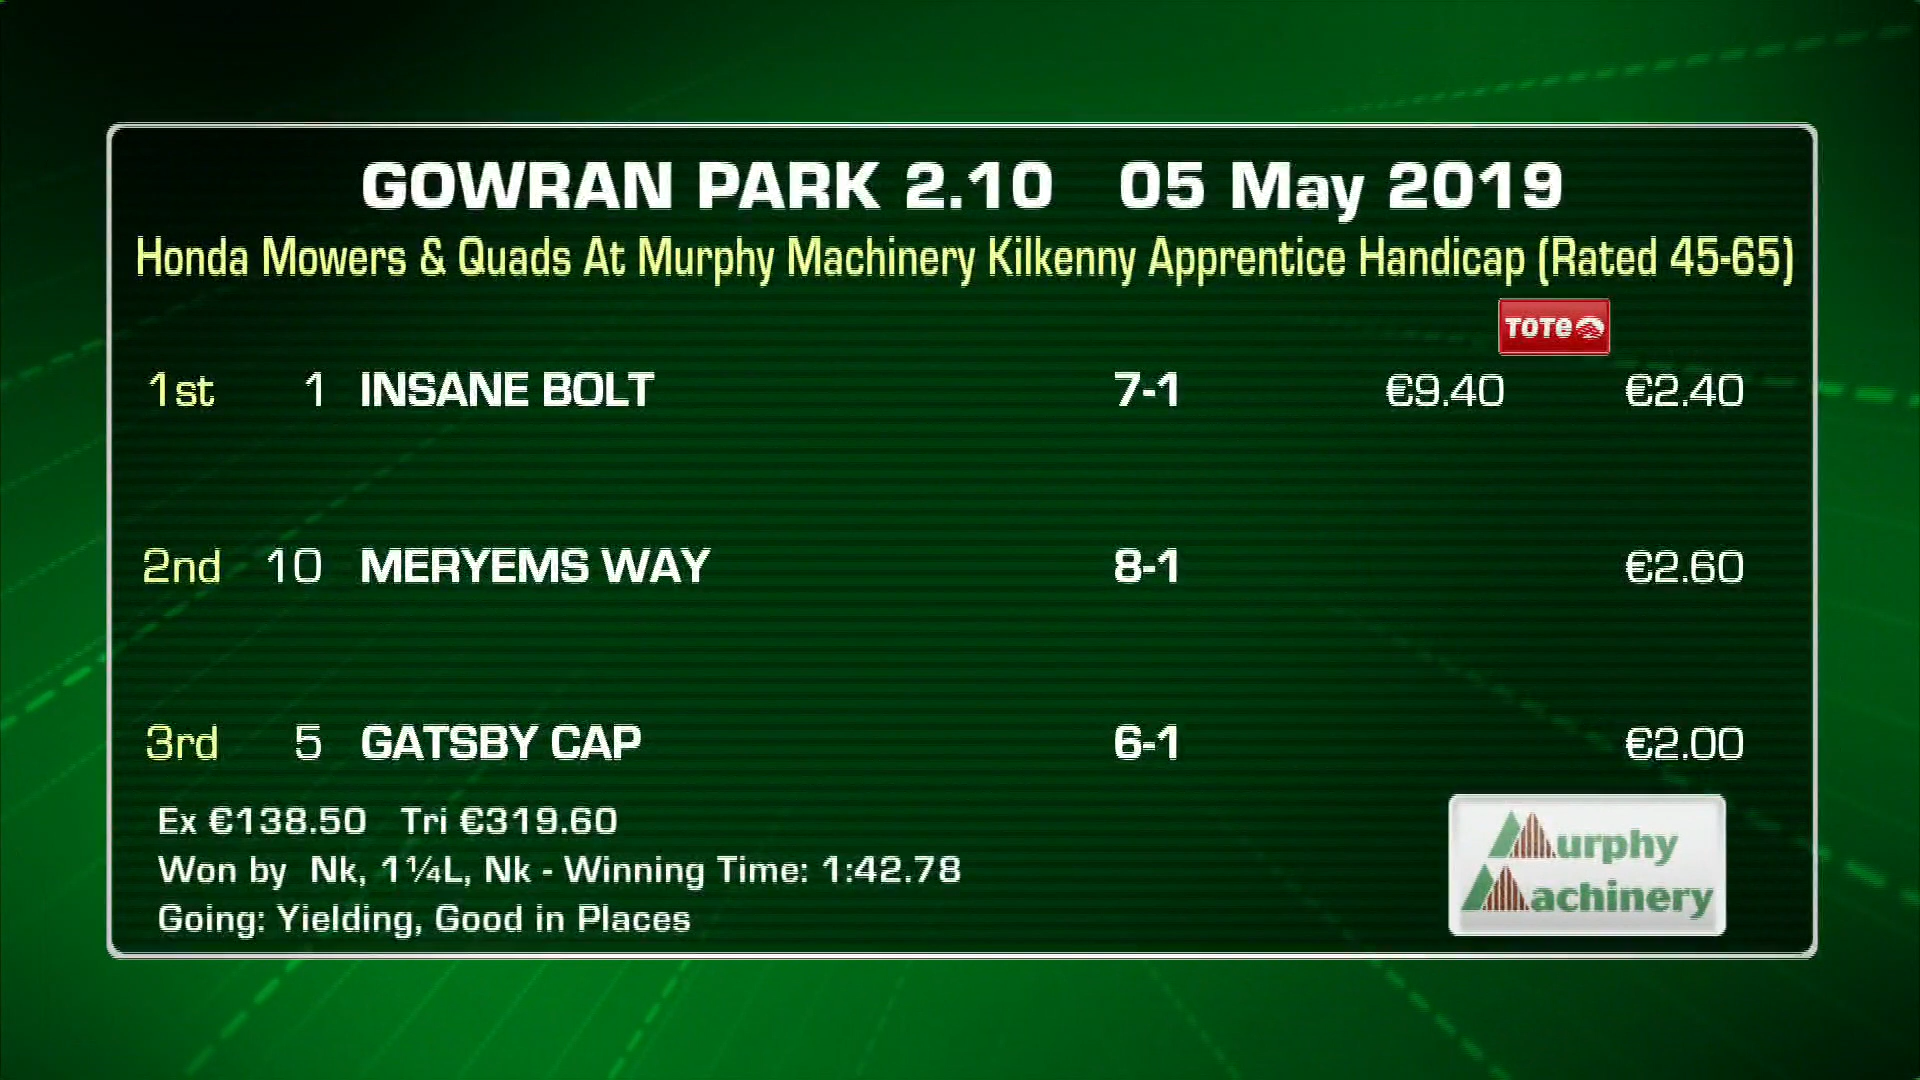 GOWRAN PARK 2.10 05 May 2019
Honda Mowers & Quads At Murphy Machinery Kilkenny Apprentice Handicap (Rated 45-65)
TOTe
1st 1 INSANE BOLT 7-1 €9.40 €2.40
2nd 10 MERYEMS WAY 8-1 €2.60
3rd 5 GATSBY CAP 6-1 €2.00
Ex €138.50 Tri €319.60
Won by Nk, 1¼L, Nk - Winning Time: 1:42.78
Going: Yielding, Good in Places
Murphy
Machinery